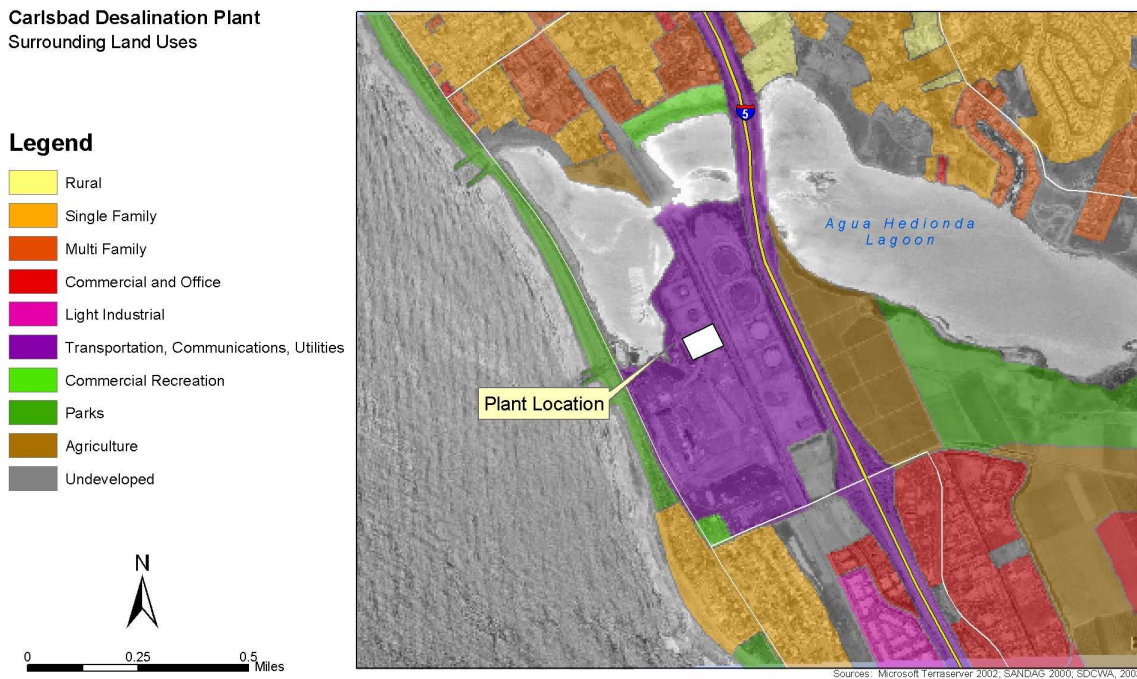 Carlsbad Desalination Plant
Surrounding Land Uses
Legend
Rural
Single Family
Multi Family
Commercial and Office
Light Industrial
Transportation, Communications, Utilities
Commercial Recreation
Parks
Agriculture
Undeveloped
N
0 0.25 0.5
Miles
5
Agua Hedionda
Lagoon
Plant Location
Sources: Microsoft Terraserver 2002; SANDAG 2000; SDCWA,